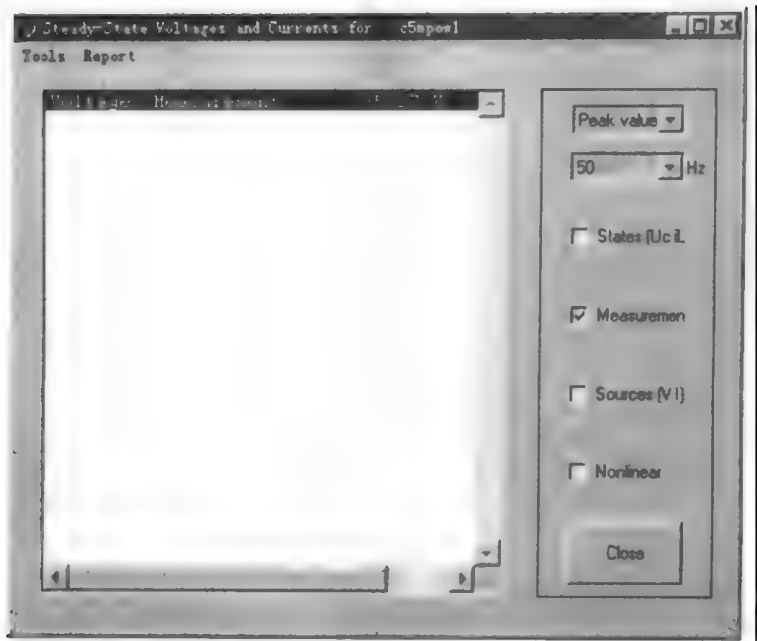 Steady-State Voltages and Currents for c5mpow1
Tools Report
Peak value
50 Hz
States [Uc iL
Measuremen
Sources [V I]
Nonlinear
Close